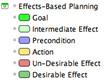 Effects-Based Planning
Goal
Intermediate Effect
Precondition
Action
Un-Desirable Effect
Desirable Effect